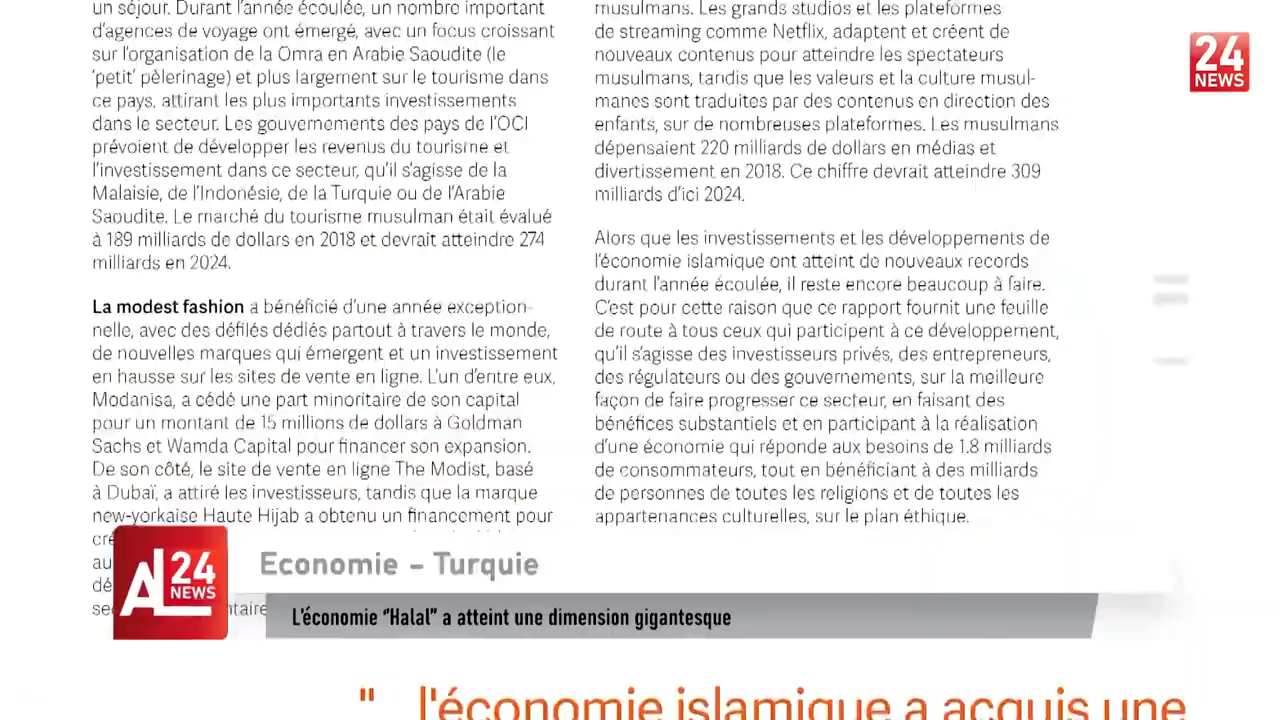 un séjour. Durant l'année écoulée, un nombre important
d'agences de voyage ont émergé, avec un focus croissant
sur l'organisation de la Omra en Arabie Saoudite (le
'petit' pèlerinage) et plus largement sur le tourisme dans
ce pays, attirant les plus importants investissements
dans le secteur. Les gouvernements des pays de l'OCI
prévoient de développer les revenus du tourisme et
l'investissement dans ce secteur, qu'il s'agisse de la
Malaisie, de l'Indonésie, de la Turquie ou de l'Arabie
Saoudite. Le marché du tourisme musulman était évalué
à 189 milliards de dollars en 2018 et devrait atteindre 274
milliards en 2024.
La modest fashion a bénéficié d'une année exception-
nelle, avec des défilés dédiés partout à travers le monde,
de nouvelles marques qui émergent et un investissement
en hausse sur les sites de vente en ligne. L'un d'entre eux,
Modanisa, a cédé une part minoritaire de son capital
pour un montant de 15 millions de dollars à Goldman
Sachs et Wamda Capital pour financer son expansion.
De son côté, le site de vente en ligne The Modist, basé
à Dubaï, a attiré les investisseurs, tandis que la marque
new-yorkaise Haute Hijab a obtenu un financement pour
musulmans. Les grands studios et les plateformes
de streaming comme Netflix, adaptent et créent de
nouveaux contenus pour atteindre les spectateurs
musulmans, tandis que les valeurs et la culture musul-
manes sont traduites par des contenus en direction des
enfants, sur de nombreuses plateformes. Les musulmans
dépensaient 220 milliards de dollars en médias et
divertissement en 2018. Ce chiffre devrait atteindre 309
milliards d'ici 2024.
Alors que les investissements et les développements de
l'économie islamique ont atteint de nouveaux records
durant l'année écoulée, il reste encore beaucoup à faire.
C'est pour cette raison que ce rapport fournit une feuille
de route à tous ceux qui participent à ce développement,
qu'il s'agisse des investisseurs privés, des entrepreneurs,
des régulateurs ou des gouvernements, sur la meilleure
façon de faire progresser ce secteur, en faisant des
bénéfices substantiels et en participant à la réalisation
d'une économie qui réponde aux besoins de 1.8 milliards
de consommateurs, tout en bénéficiant à des milliards
de personnes de toutes les religions et de toutes les
appartenances culturelles, sur le plan éthique.
24
NEWS
AL 24
NEWS
Economie – Turquie
L'économie "Halal" a atteint une dimension gigantesque
" l'économie islamique a acquis une